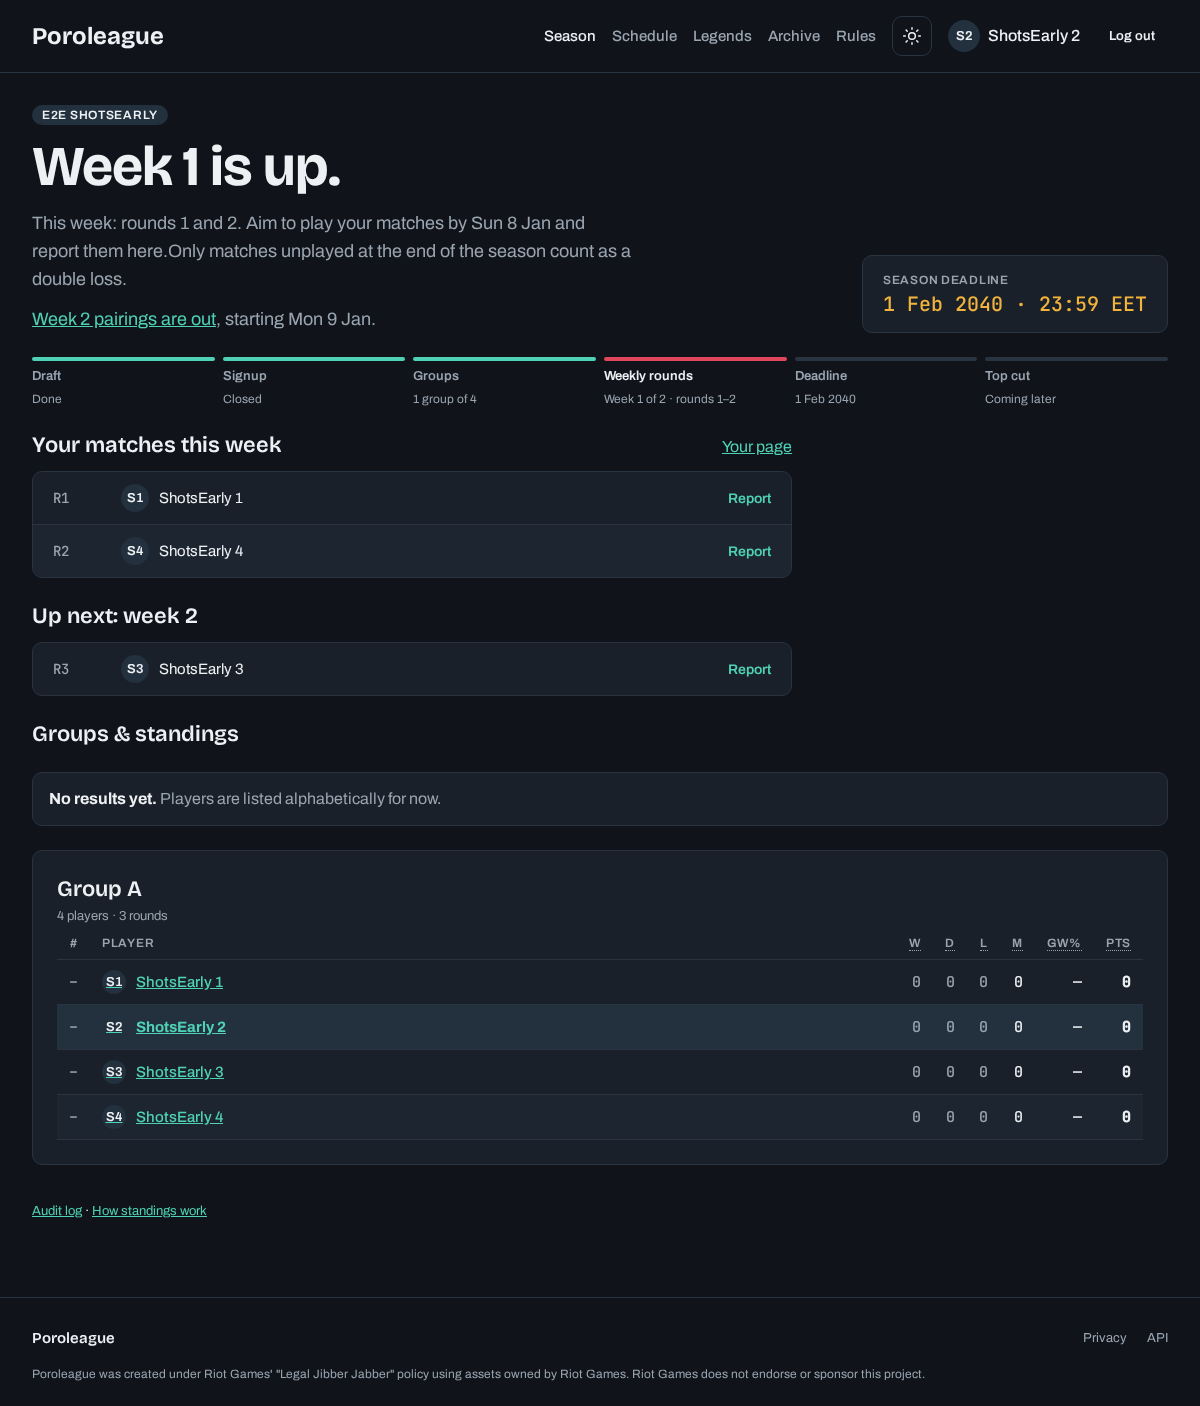 Poroleague
Season Schedule Legends Archive Rules S2 ShotsEarly 2 Log out
E2E SHOTSEARLY
Week 1 is up.
This week: rounds 1 and 2. Aim to play your matches by Sun 8 Jan and
report them here.Only matches unplayed at the end of the season count as a
double loss.
Week 2 pairings are out, starting Mon 9 Jan.
SEASON DEADLINE
1 Feb 2040 · 23:59 EET
Draft Signup Groups Weekly rounds Deadline Top cut
Done Closed 1 group of 4 Week 1 of 2 · rounds 1–2 1 Feb 2040 Coming later
Your matches this week Your page
R1 S1 ShotsEarly 1 Report
R2 S4 ShotsEarly 4 Report
Up next: week 2
R3 S3 ShotsEarly 3 Report
Groups & standings
No results yet. Players are listed alphabetically for now.
Group A
4 players · 3 rounds
# PLAYER W D L M GW% PTS
– S1 ShotsEarly 1 0 0 0 0 — 0
– S2 ShotsEarly 2 0 0 0 0 — 0
– S3 ShotsEarly 3 0 0 0 0 — 0
– S4 ShotsEarly 4 0 0 0 0 — 0
Audit log · How standings work
Poroleague Privacy API
Poroleague was created under Riot Games' "Legal Jibber Jabber" policy using assets owned by Riot Games. Riot Games does not endorse or sponsor this project.